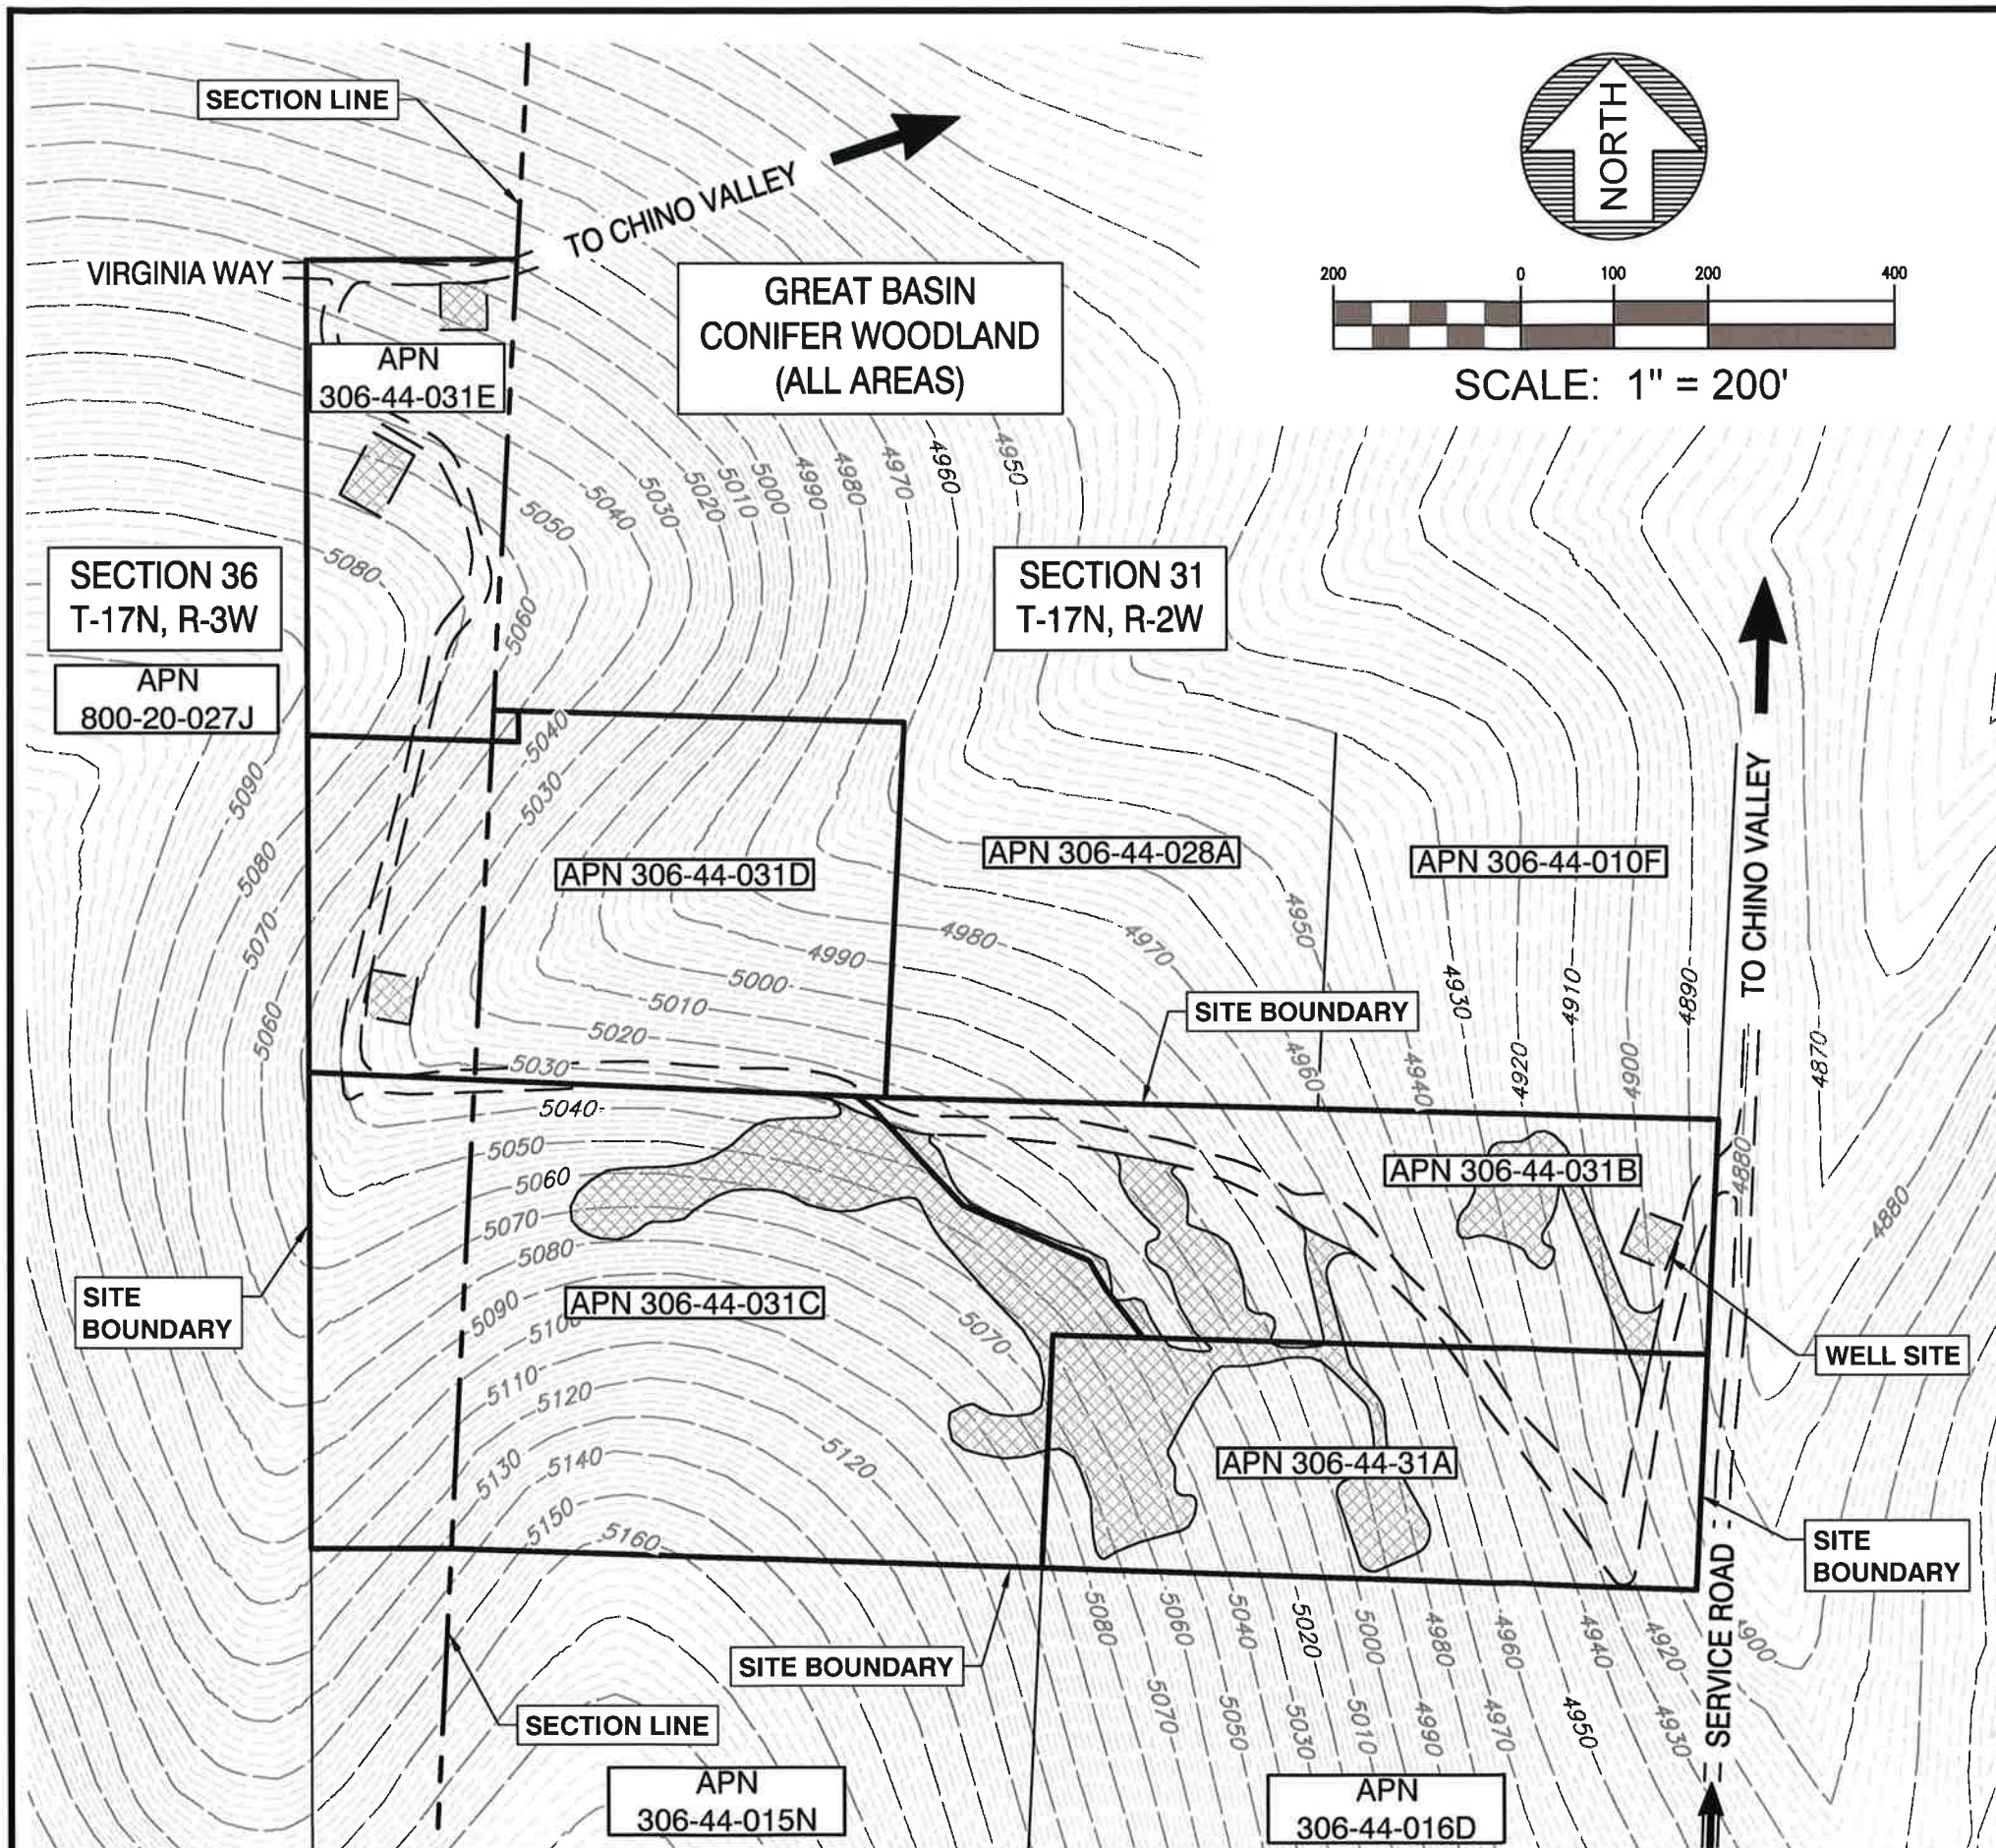 SECTION LINE
TO CHINO VALLEY
NORTH
VIRGINIA WAY
GREAT BASIN
CONIFER WOODLAND
(ALL AREAS)
200 0 100 200 400
SCALE: 1" = 200'
APN
306-44-031E
5080
5050
5040
5030
5020
5010
5000
4990
4980
4970
4960
4950
5060
SECTION 36
T-17N, R-3W
APN
800-20-027J
SECTION 31
T-17N, R-2W
5090
5080
5070
5060
5040
5030
APN 306-44-031D
APN 306-44-028A
APN 306-44-010F
TO CHINO VALLEY
4990
4980
4970
4950
5000
5010
5020
5030
5040
4930
4910
4890
4920
4900
4960
4940
4870
4880
SITE BOUNDARY
5050
5060
5070
5080
APN 306-44-031B
4880
SITE
BOUNDARY
APN 306-44-031C
5090
5100
5070
5110
5120
WELL SITE
5130
5140
5120
5150
5160
APN 306-44-31A
SITE
BOUNDARY
SITE BOUNDARY
5080
5060
5040
5020
5000
4980
4960
4940
4920
4900
5070
5050
5030
5010
4990
4970
4950
4930
SERVICE ROAD
SECTION LINE
APN
306-44-015N
APN
306-44-016D